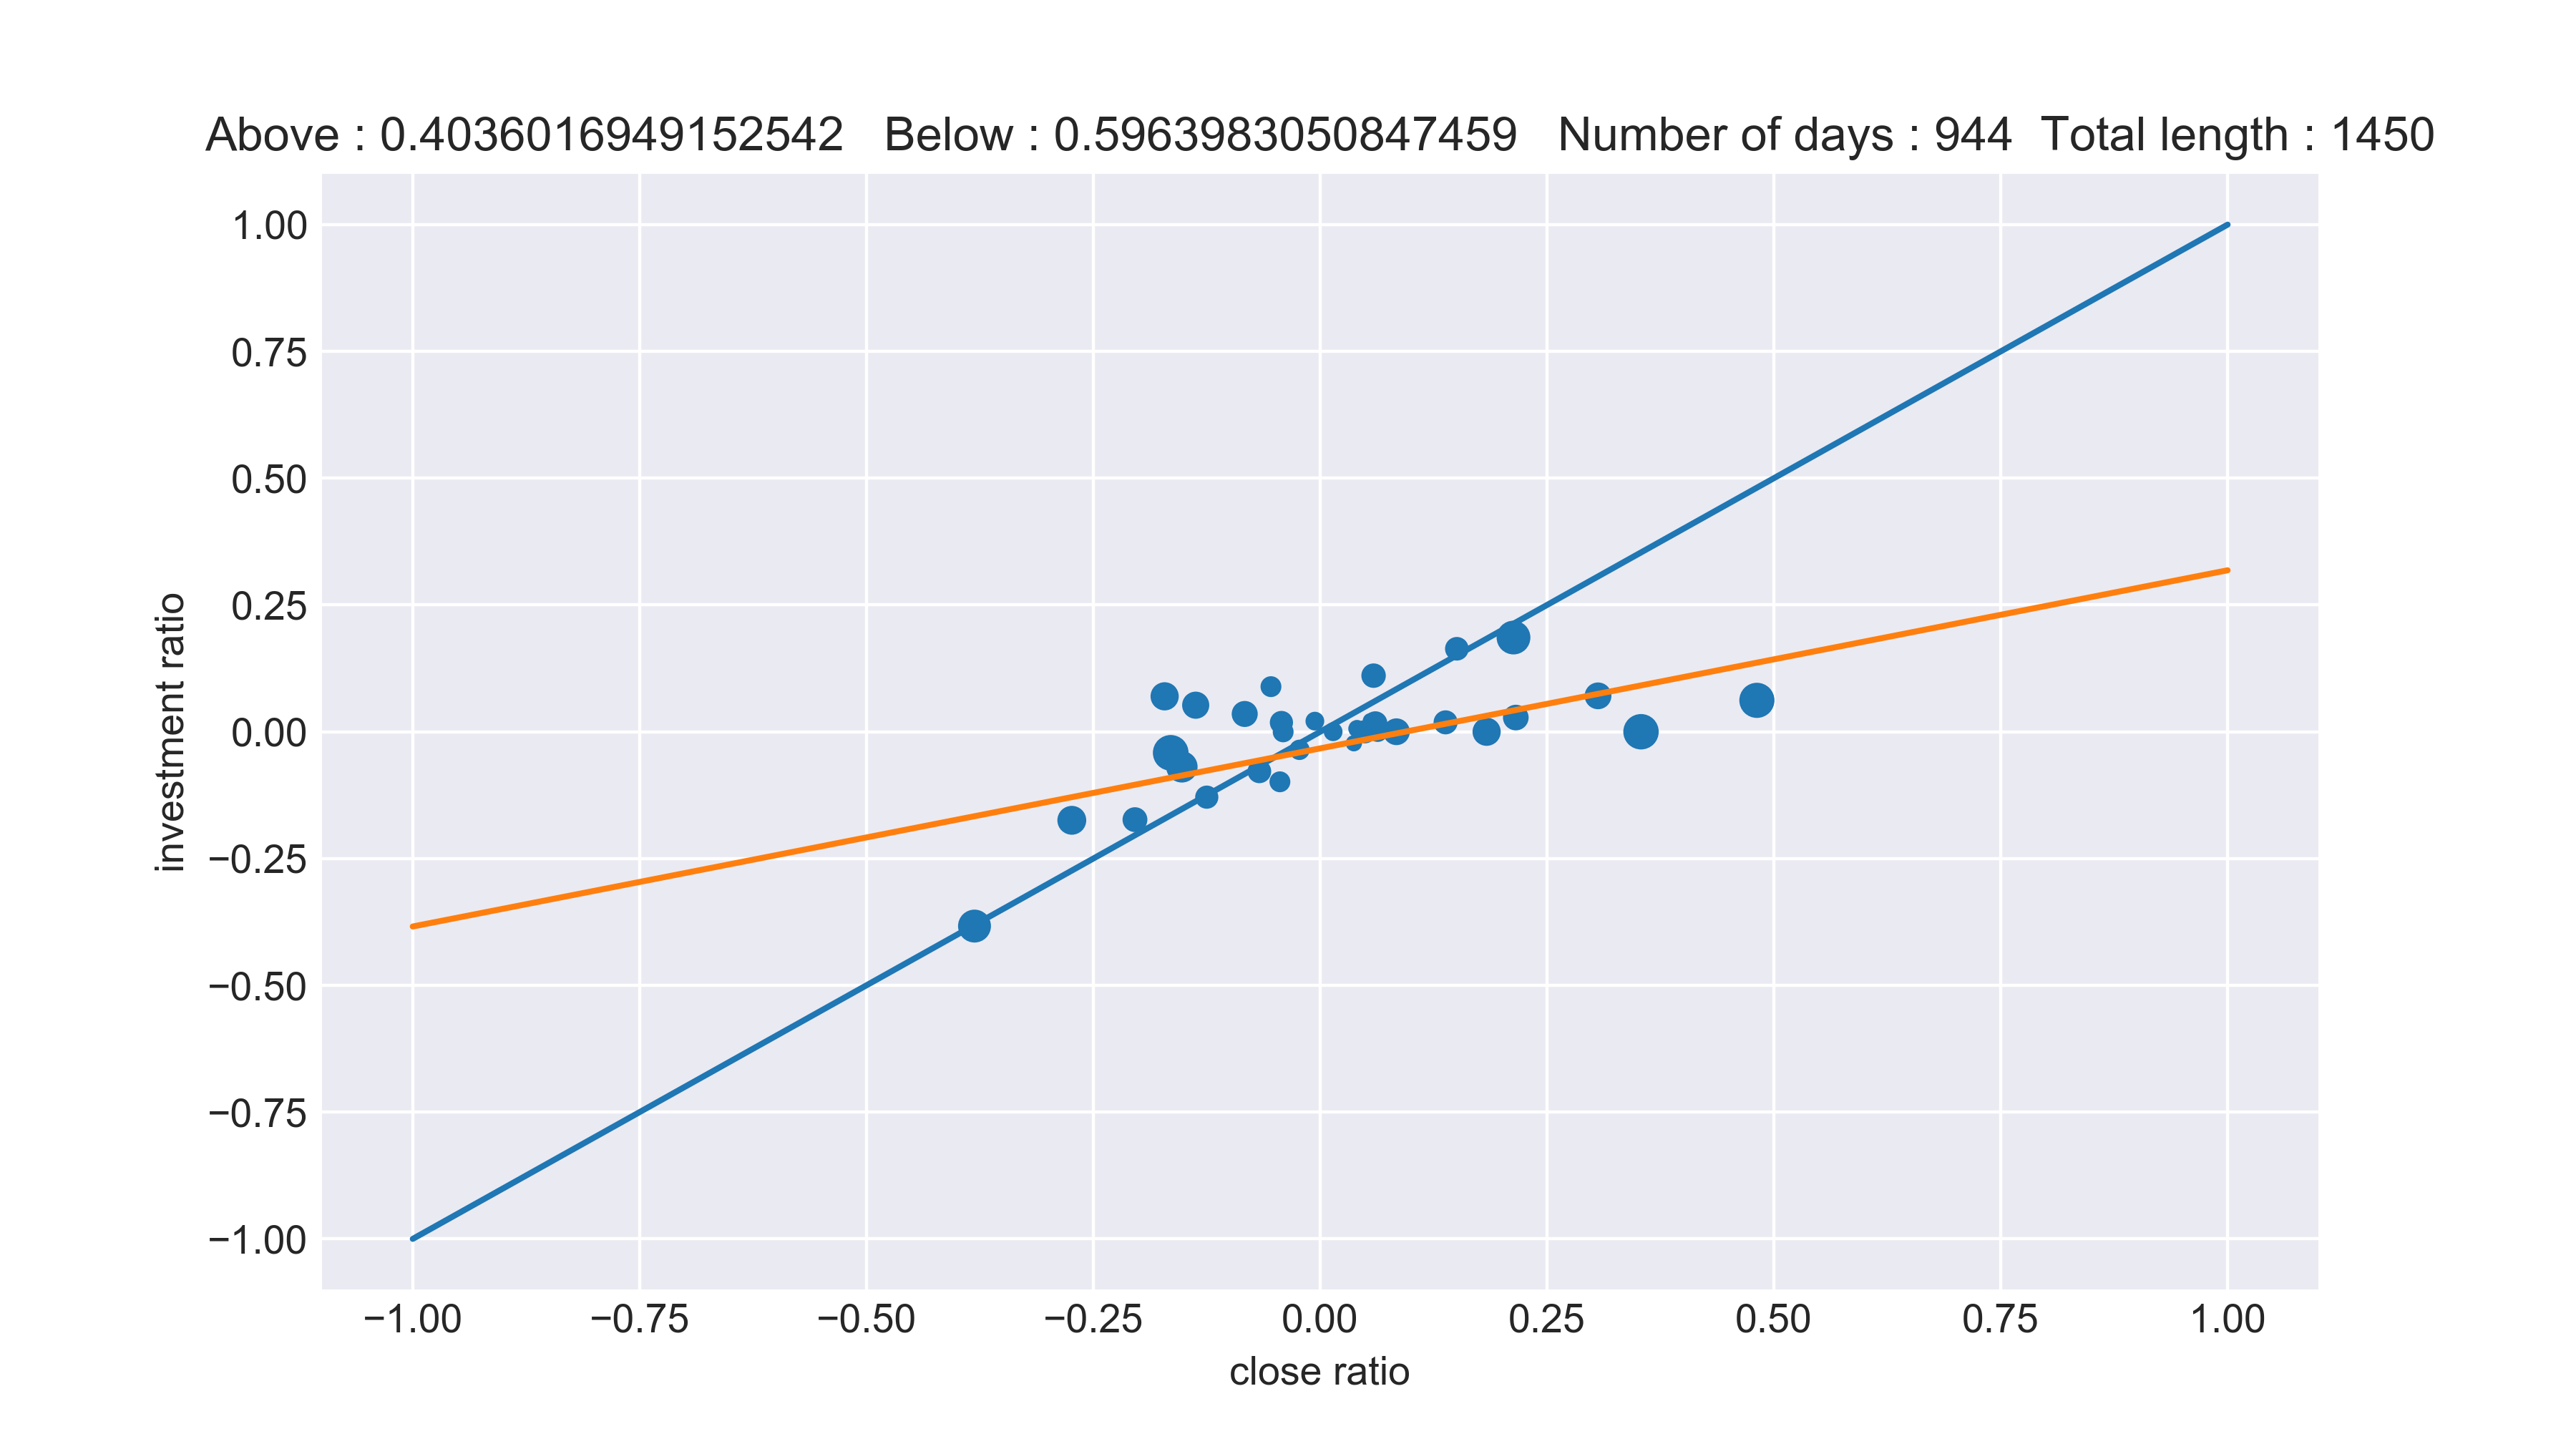 Above : 0.4036016949152542   Below : 0.5963983050847459   Number of days : 944  Total length : 1450
1.00
0.75
0.50
0.25
0.00
−0.25
−0.50
−0.75
−1.00
investment ratio
−1.00 −0.75 −0.50 −0.25 0.00 0.25 0.50 0.75 1.00
close ratio